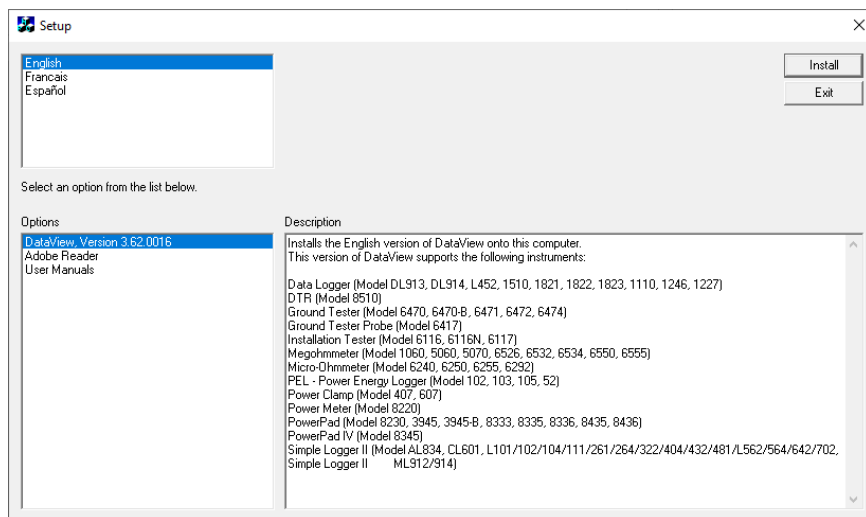 Setup
English
Francais
Español
Install
Exit
Select an option from the list below.
Options
DataView, Version 3.62.0016
Adobe Reader
User Manuals
Description
Installs the English version of DataView onto this computer.
This version of DataView supports the following instruments:
Data Logger (Model DL913, DL914, L452, 1510, 1821, 1822, 1823, 1110, 1246, 1227)
DTR (Model 8510)
Ground Tester (Model 6470, 6470-B, 6471, 6472, 6474)
Ground Tester Probe (Model 6417)
Installation Tester (Model 6116, 6116N, 6117)
Megohmmeter (Model 1060, 5060, 5070, 6526, 6532, 6534, 6550, 6555)
Micro-Ohmmeter (Model 6240, 6250, 6255, 6292)
PEL - Power Energy Logger (Model 102, 103, 105, 52)
Power Clamp (Model 407, 607)
Power Meter (Model 8220)
PowerPad (Model 8230, 3945, 3945-B, 8333, 8335, 8336, 8435, 8436)
PowerPad IV (Model 8345)
Simple Logger II (Model AL834, CL601, L101/102/104/111/261/264/322/404/432/481/L562/564/642/702,
Simple Logger II ML912/914)